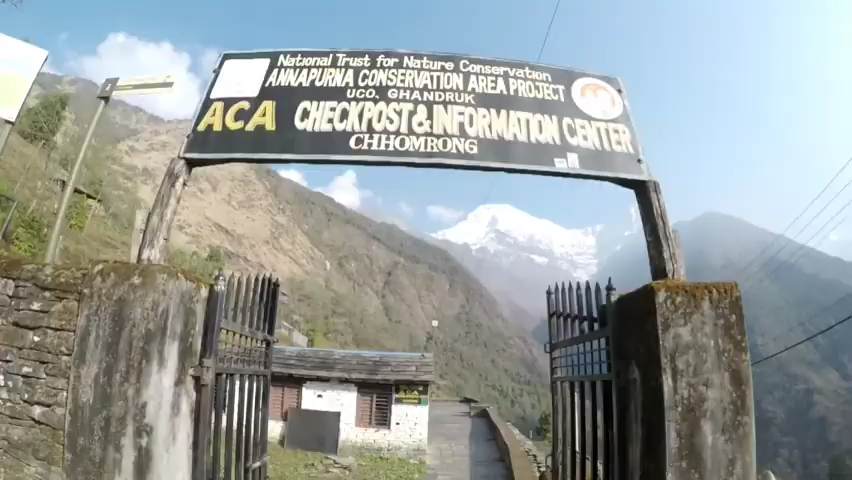 National Trust for Nature Conservation
ANNAPURNA CONSERVATION AREA PROJECT
UCO. GHANDRUK
ACA CHECKPOST & INFORMATION CENTER
CHHOMRONG